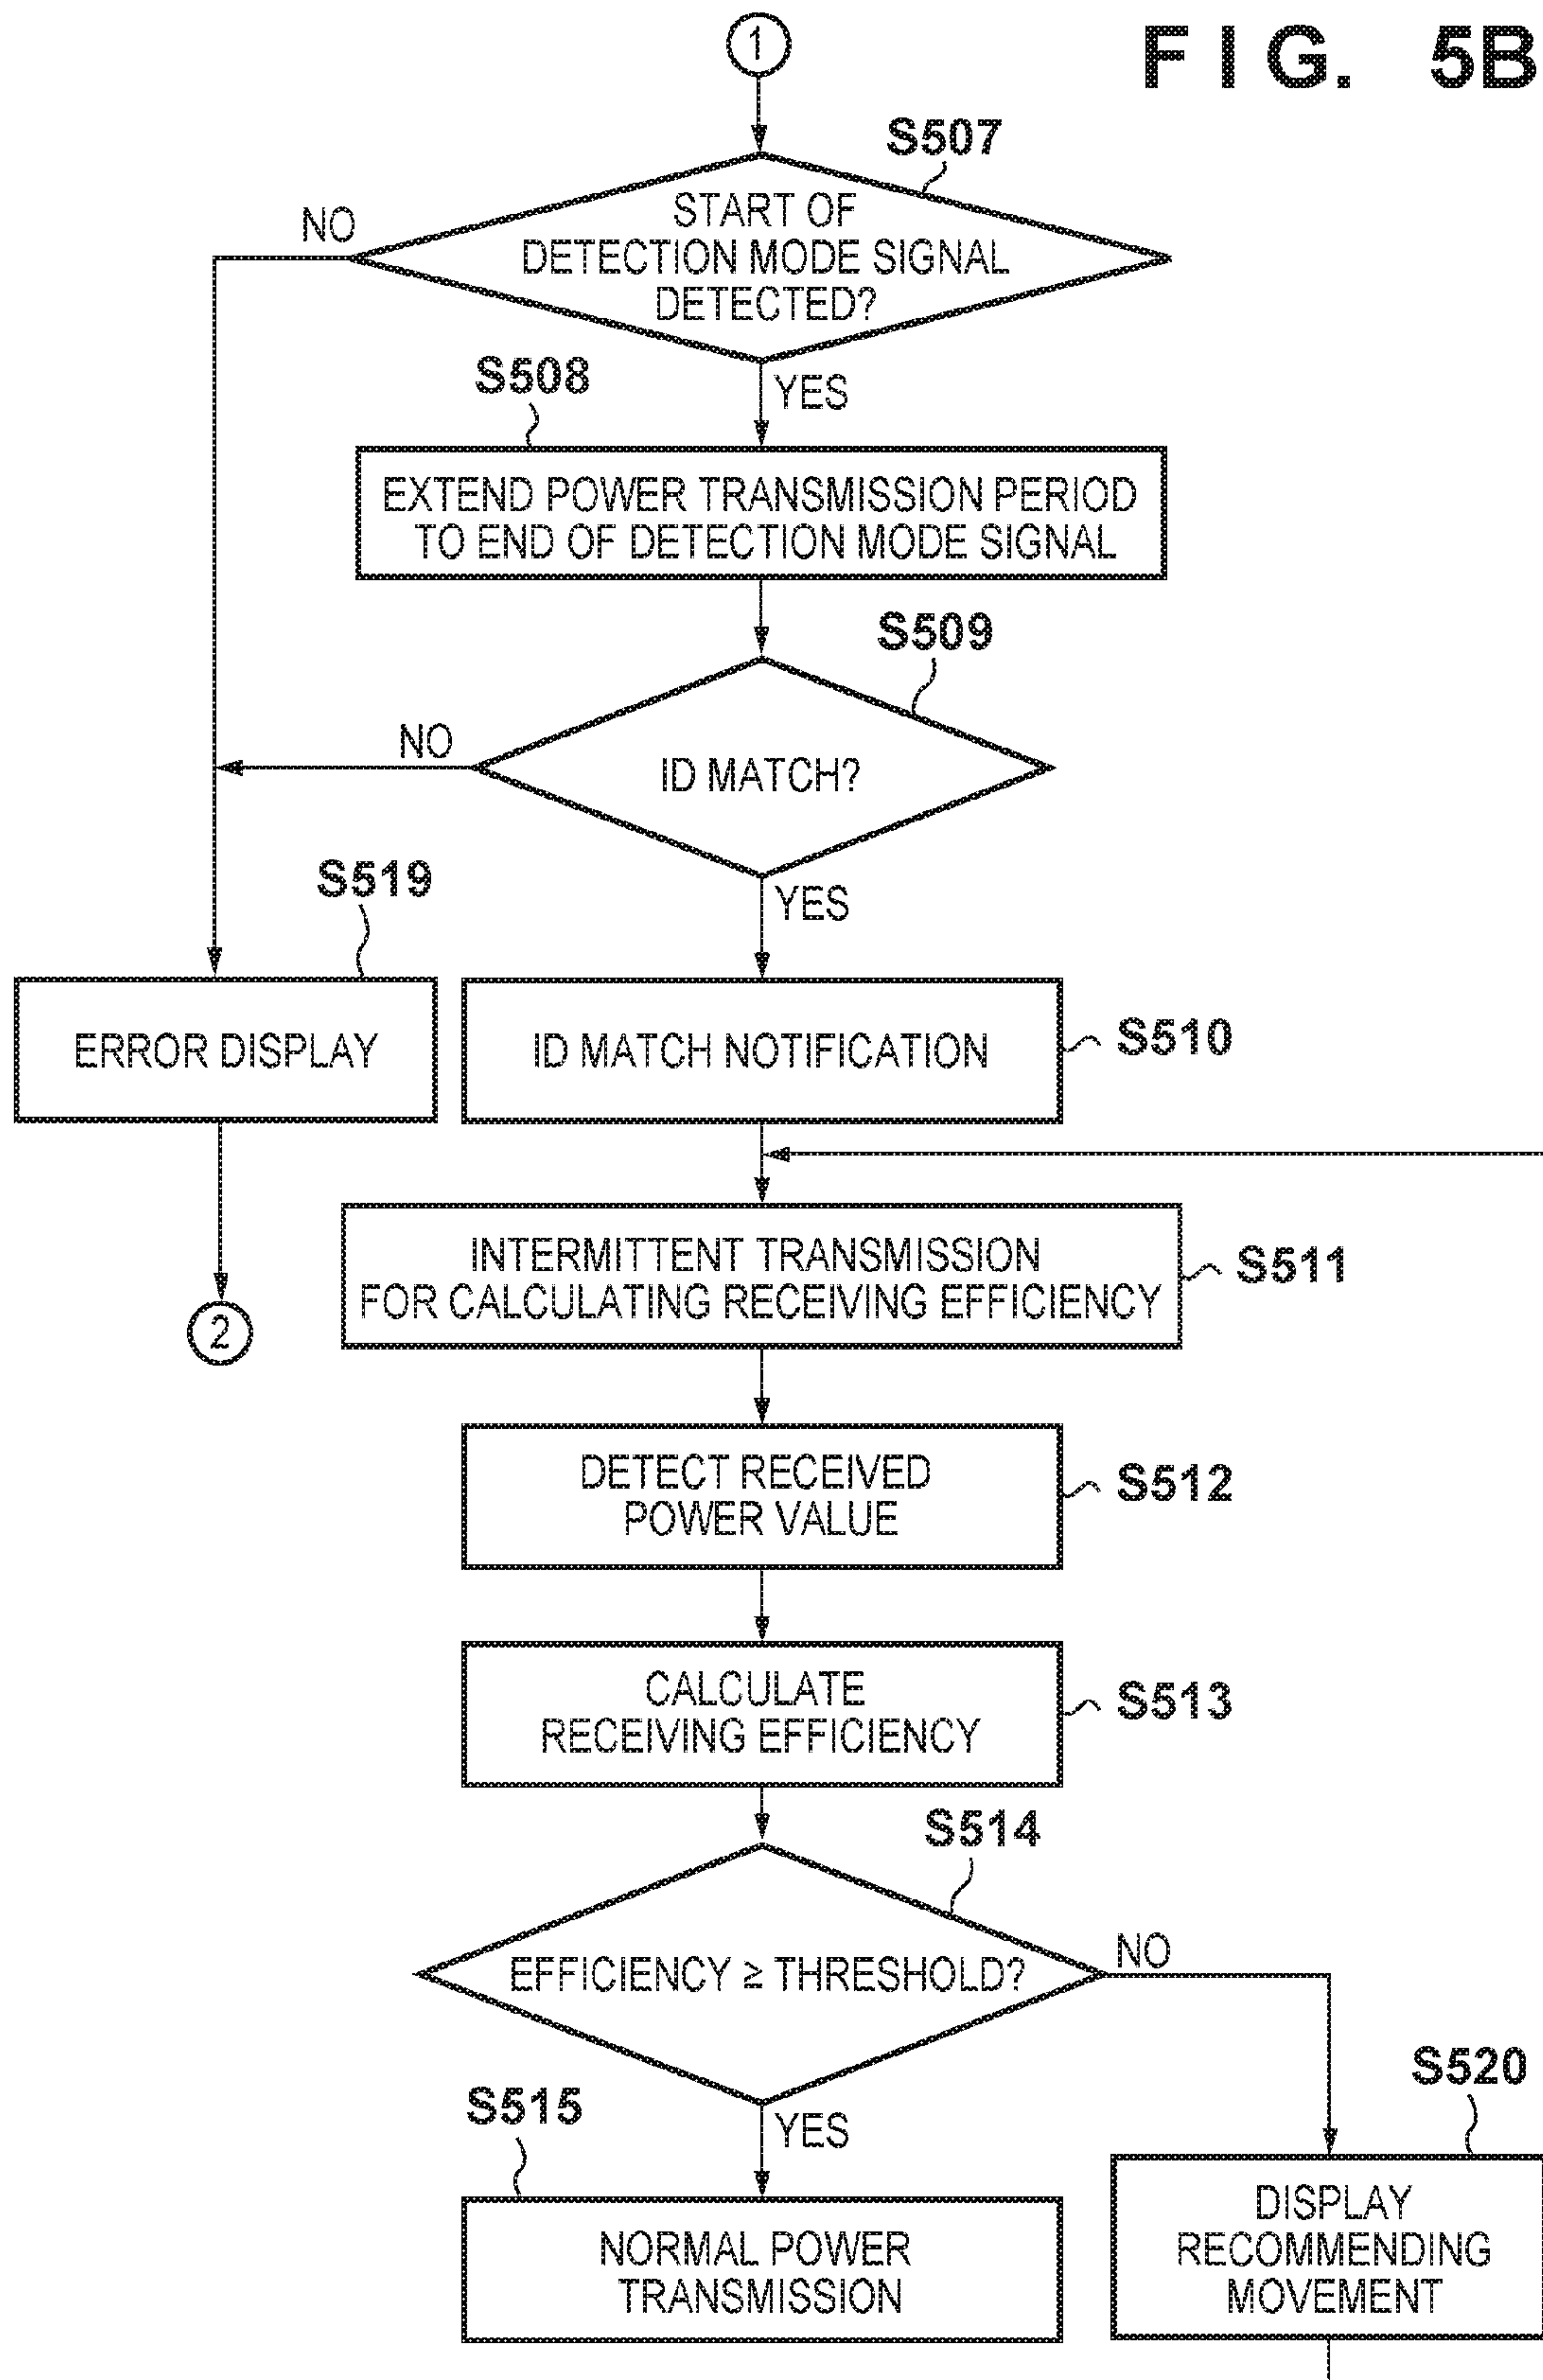 1
FIG. 5B
S507
START OF
DETECTION MODE SIGNAL
DETECTED?
NO
YES
S508
EXTEND POWER TRANSMISSION PERIOD
TO END OF DETECTION MODE SIGNAL
S509
NO
ID MATCH?
YES
S519
ERROR DISPLAY
ID MATCH NOTIFICATION
S510
2
INTERMITTENT TRANSMISSION
FOR CALCULATING RECEIVING EFFICIENCY
S511
DETECT RECEIVED
POWER VALUE
S512
CALCULATE
RECEIVING EFFICIENCY
S513
S514
EFFICIENCY ≥ THRESHOLD?
NO
YES
S515
NORMAL POWER
TRANSMISSION
S520
DISPLAY
RECOMMENDING
MOVEMENT